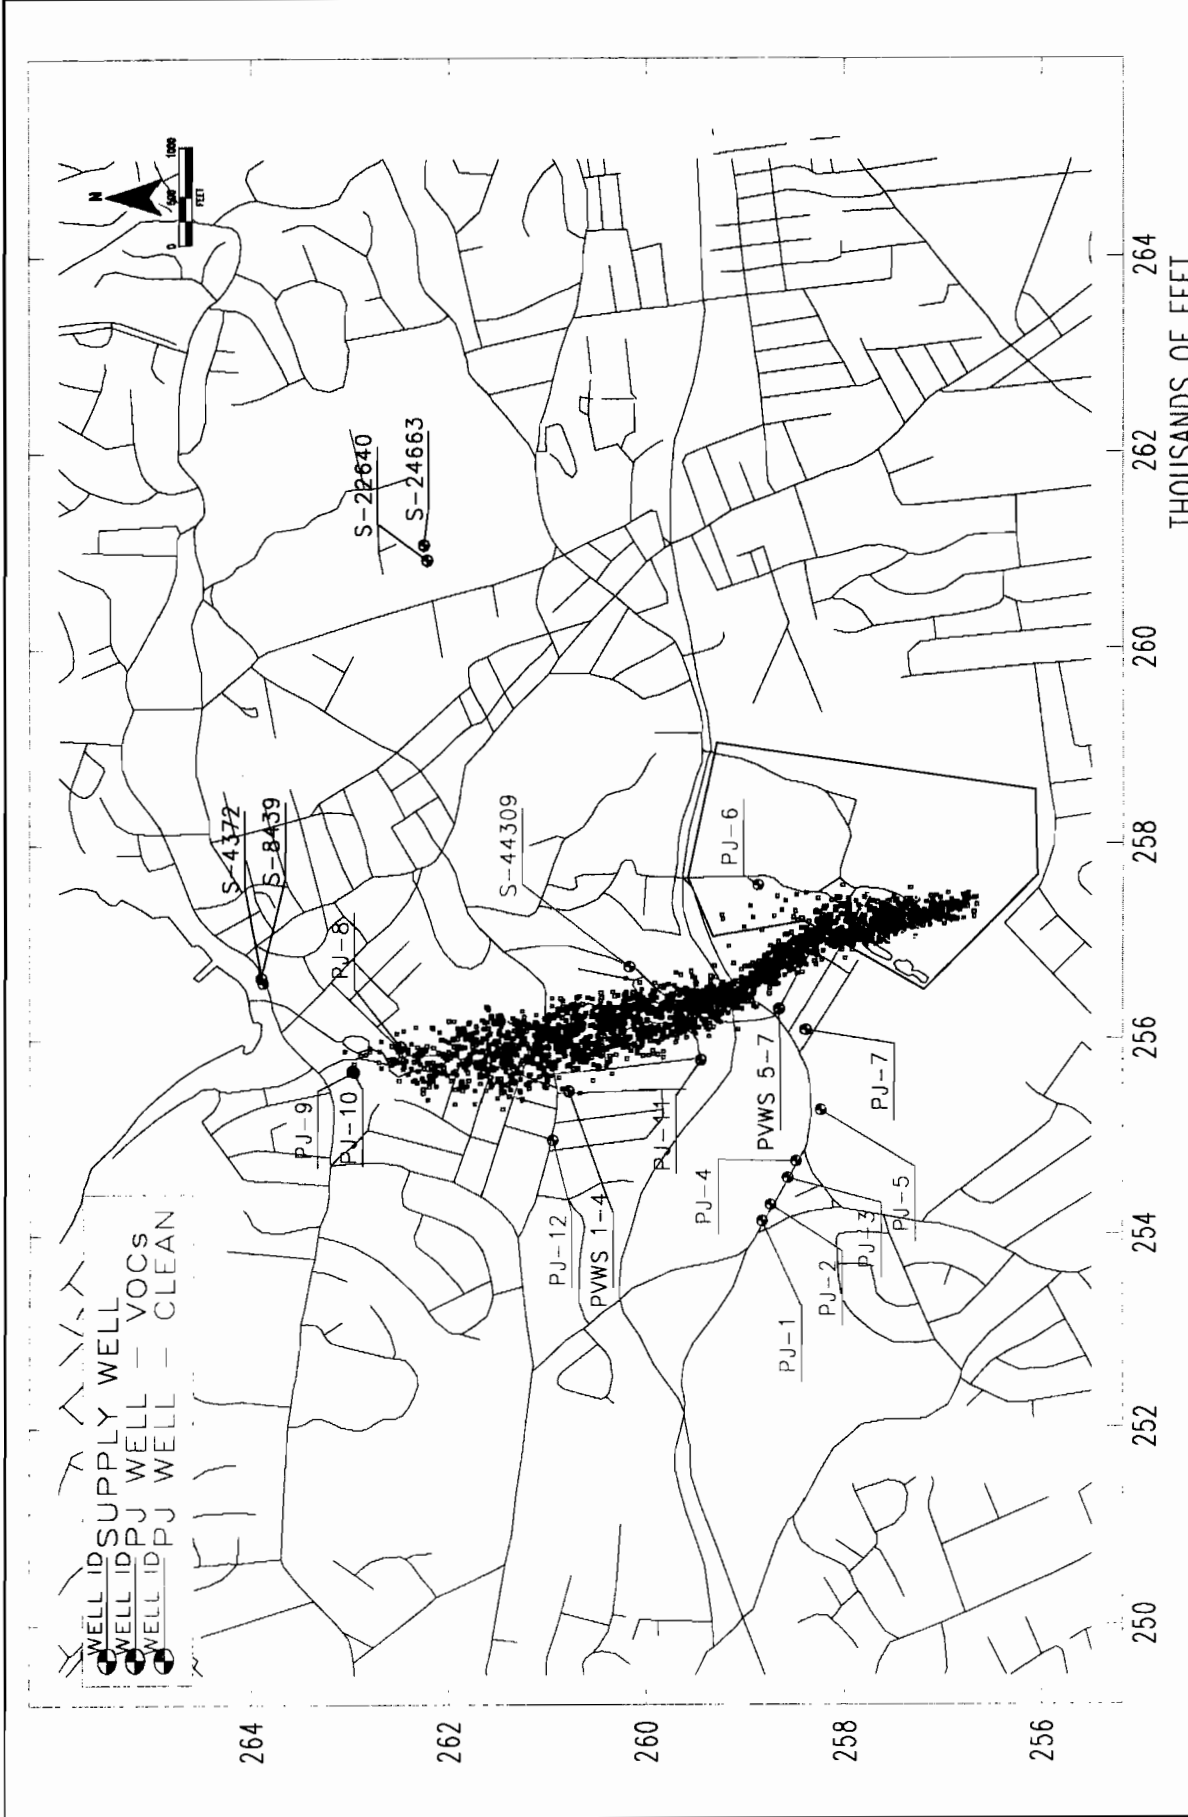 WELL ID SUPPLY WELL
WELL ID PJ WELL — VOCs
WELL ID PJ WELL — CLEAN
N
0 500 1000
FEET
S-4372
S-8439
PJ-8
PJ-9
PJ-10
S-22640
S-24663
S-44309
PJ-12
PVWS 1-4
PJ-11
PJ-6
PJ-4
PVWS 5-7
PJ-7
PJ-1
PJ-2
PJ-3
PJ-5
264
262
260
258
256
250
252
254
256
258
260
262
264
THOUSANDS OF FEET